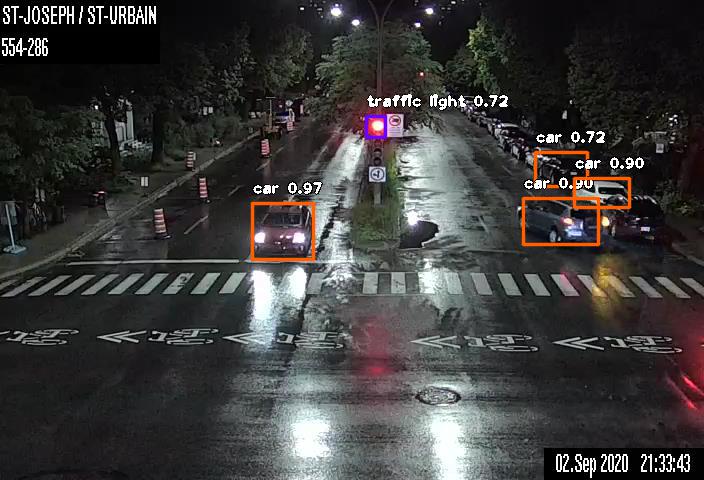 ST-JOSEPH / ST-URBAIN
554-286
traffic light 0.72
car 0.72
car 0.90
car 0.90
car 0.97
02.Sep 2020 21:33:43